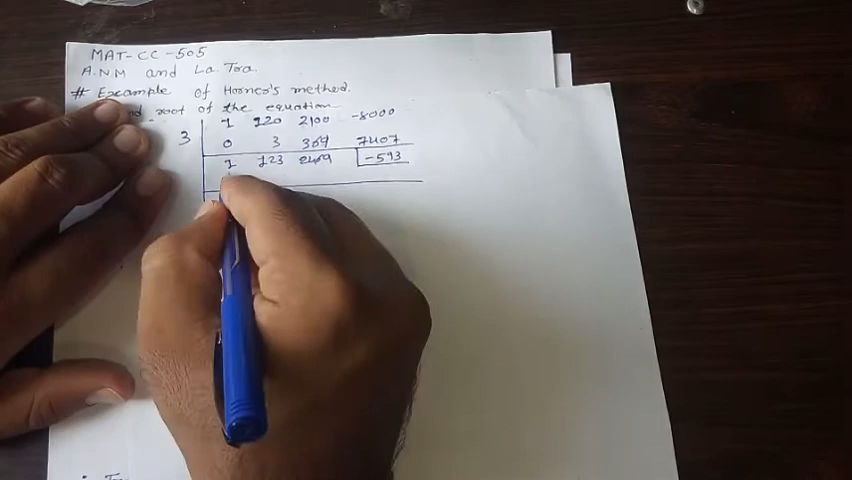 MAT-CC-505
A.N.M and La. Tra.
# Example of Horner's method.
nd root of the equation
1 120 2100 -8000
3 0 3 369 7407
1 123 2469 -593